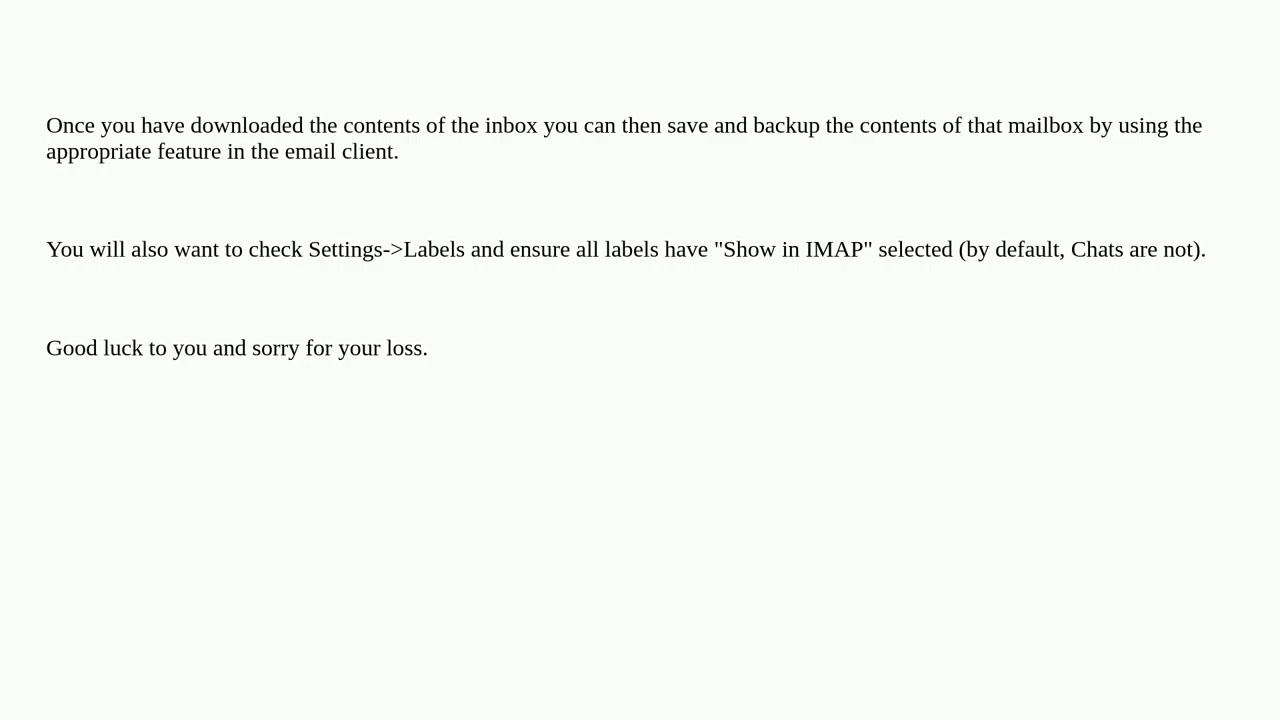 Once you have downloaded the contents of the inbox you can then save and backup the contents of that mailbox by using the
appropriate feature in the email client.
You will also want to check Settings->Labels and ensure all labels have "Show in IMAP" selected (by default, Chats are not).
Good luck to you and sorry for your loss.